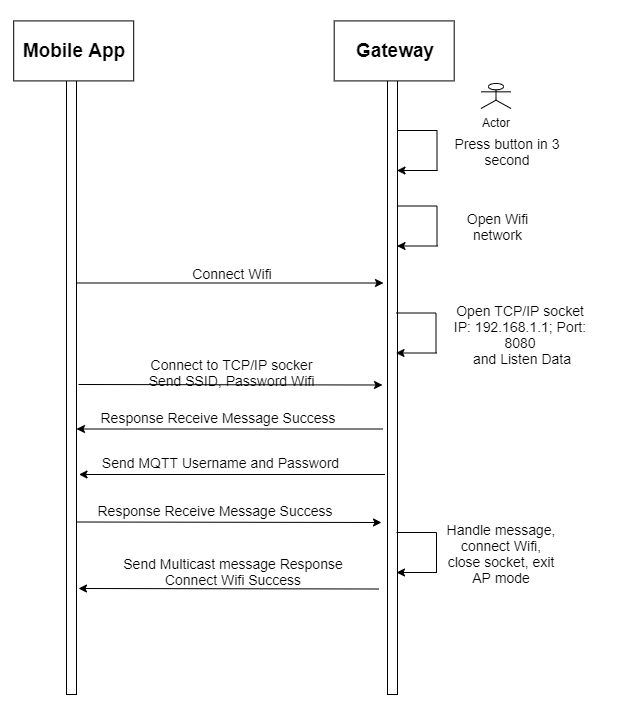 Mobile App
Gateway
Actor
Press button in 3
second
Open Wifi
network
Connect Wifi
Open TCP/IP socket
IP: 192.168.1.1; Port:
8080
and Listen Data
Connect to TCP/IP socker
Send SSID, Password Wifi
Response Receive Message Success
Send MQTT Username and Password
Response Receive Message Success
Handle message,
connect Wifi,
close socket, exit
AP mode
Send Multicast message Response
Connect Wifi Success